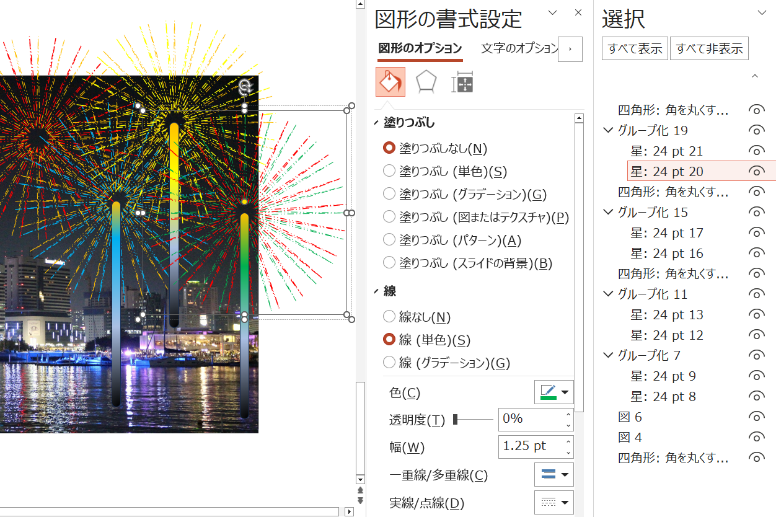 図形の書式設定
図形のオプション 文字のオプション
塗りつぶし
塗りつぶしなし(N)
塗りつぶし (単色)(S)
塗りつぶし (グラデーション)(G)
塗りつぶし (図またはテクスチャ)(P)
塗りつぶし (パターン)(A)
塗りつぶし (スライドの背景)(B)
線
線なし(N)
線 (単色)(S)
線 (グラデーション)(G)
色(C)
透明度(T) 0%
幅(W) 1.25 pt
一重線/多重線(C)
実線/点線(D)
選択
すべて表示 すべて非表示
四角形: 角を丸くす...
グループ化 19
星: 24 pt 21
星: 24 pt 20
四角形: 角を丸くす...
グループ化 15
星: 24 pt 17
星: 24 pt 16
四角形: 角を丸くす...
グループ化 11
星: 24 pt 13
星: 24 pt 12
グループ化 7
星: 24 pt 9
星: 24 pt 8
図 6
図 4
四角形: 角を丸くす...